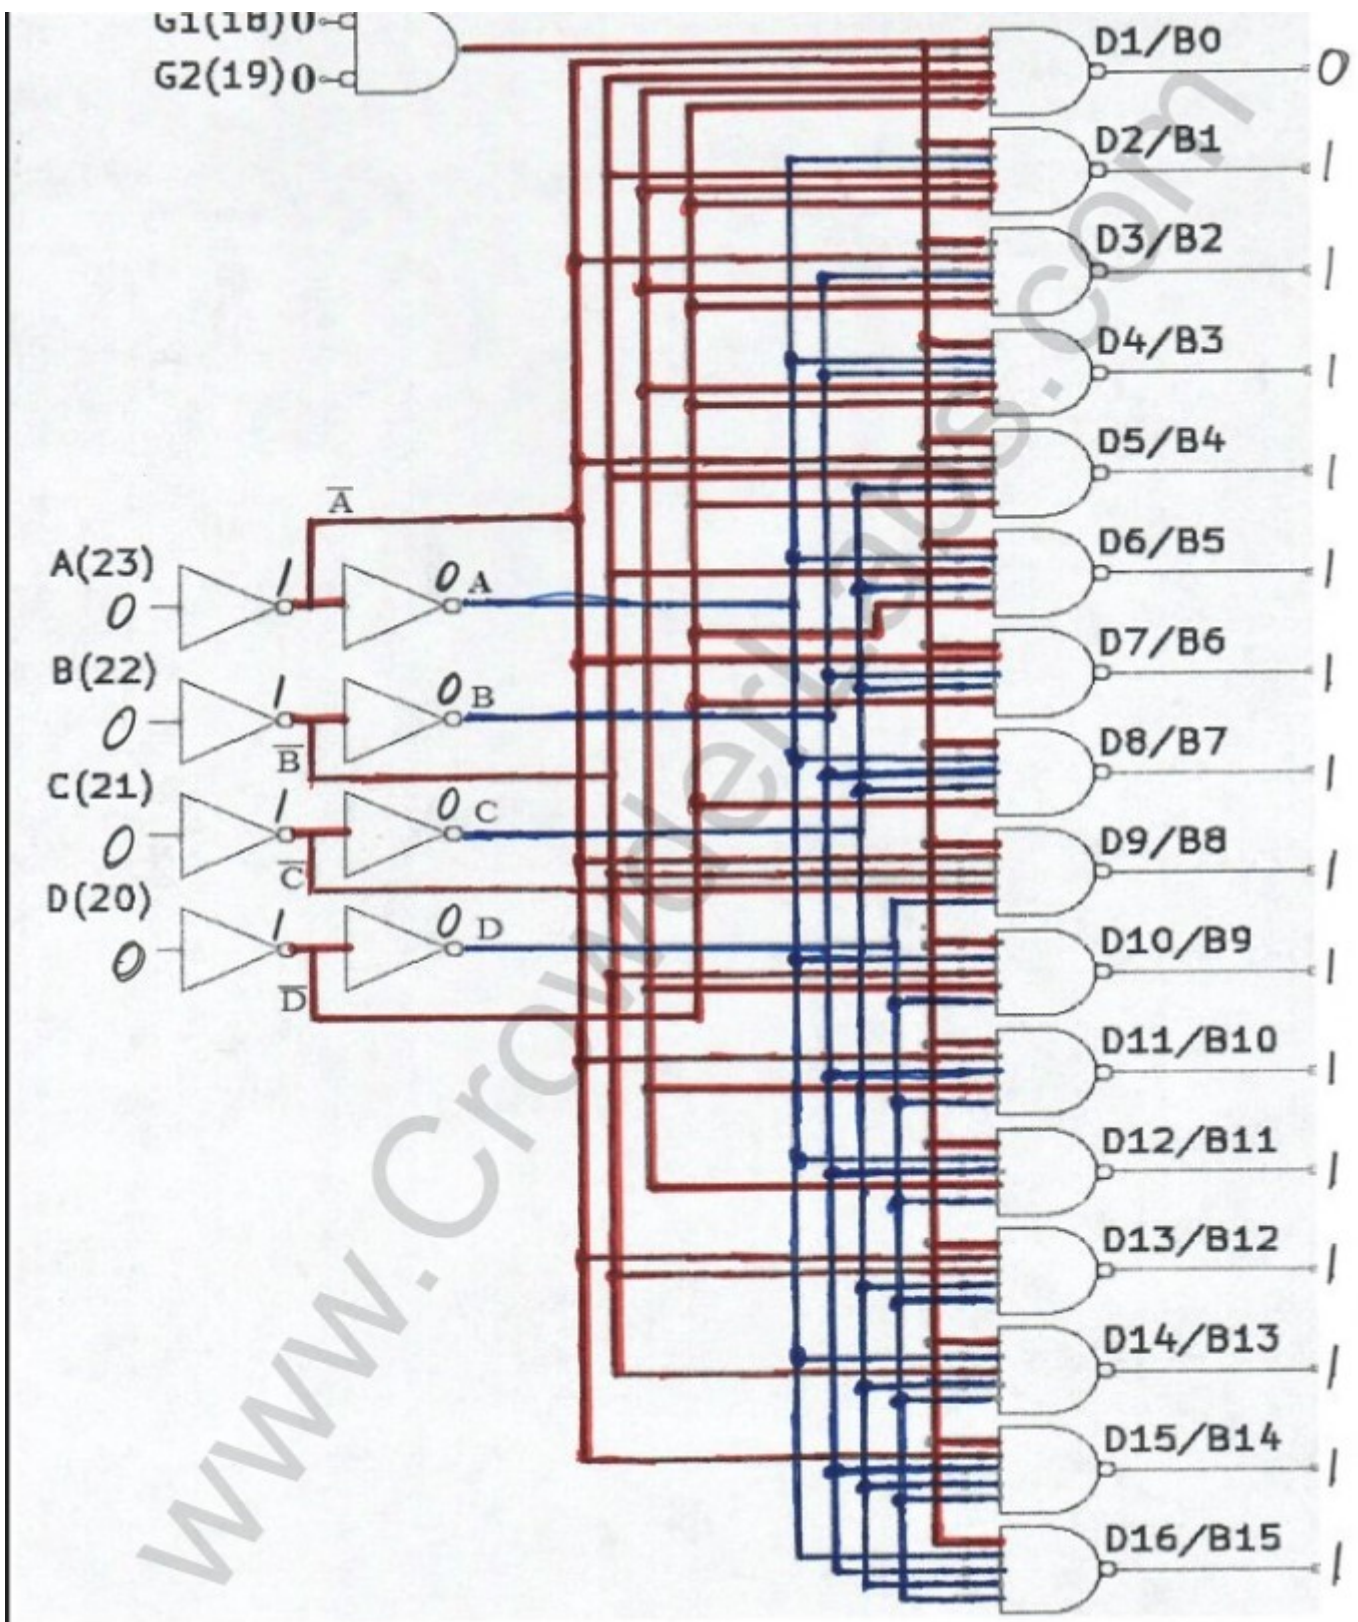 G1(18)0
G2(19)0
D1/B0 0
D2/B1 1
D3/B2 1
D4/B3 1
D5/B4 1
A̅
D6/B5 1
A(23) 1 0 A
0
D7/B6 1
B(22) 1 0 B
0
B̅
D8/B7 1
C(21) 1 0 C
0
C̅
D9/B8 1
D(20) 1 0 D
0
D̅
D10/B9 1
D11/B10 1
D12/B11 1
D13/B12 1
D14/B13 1
D15/B14 1
D16/B15 1
www.CrowderLabs.com